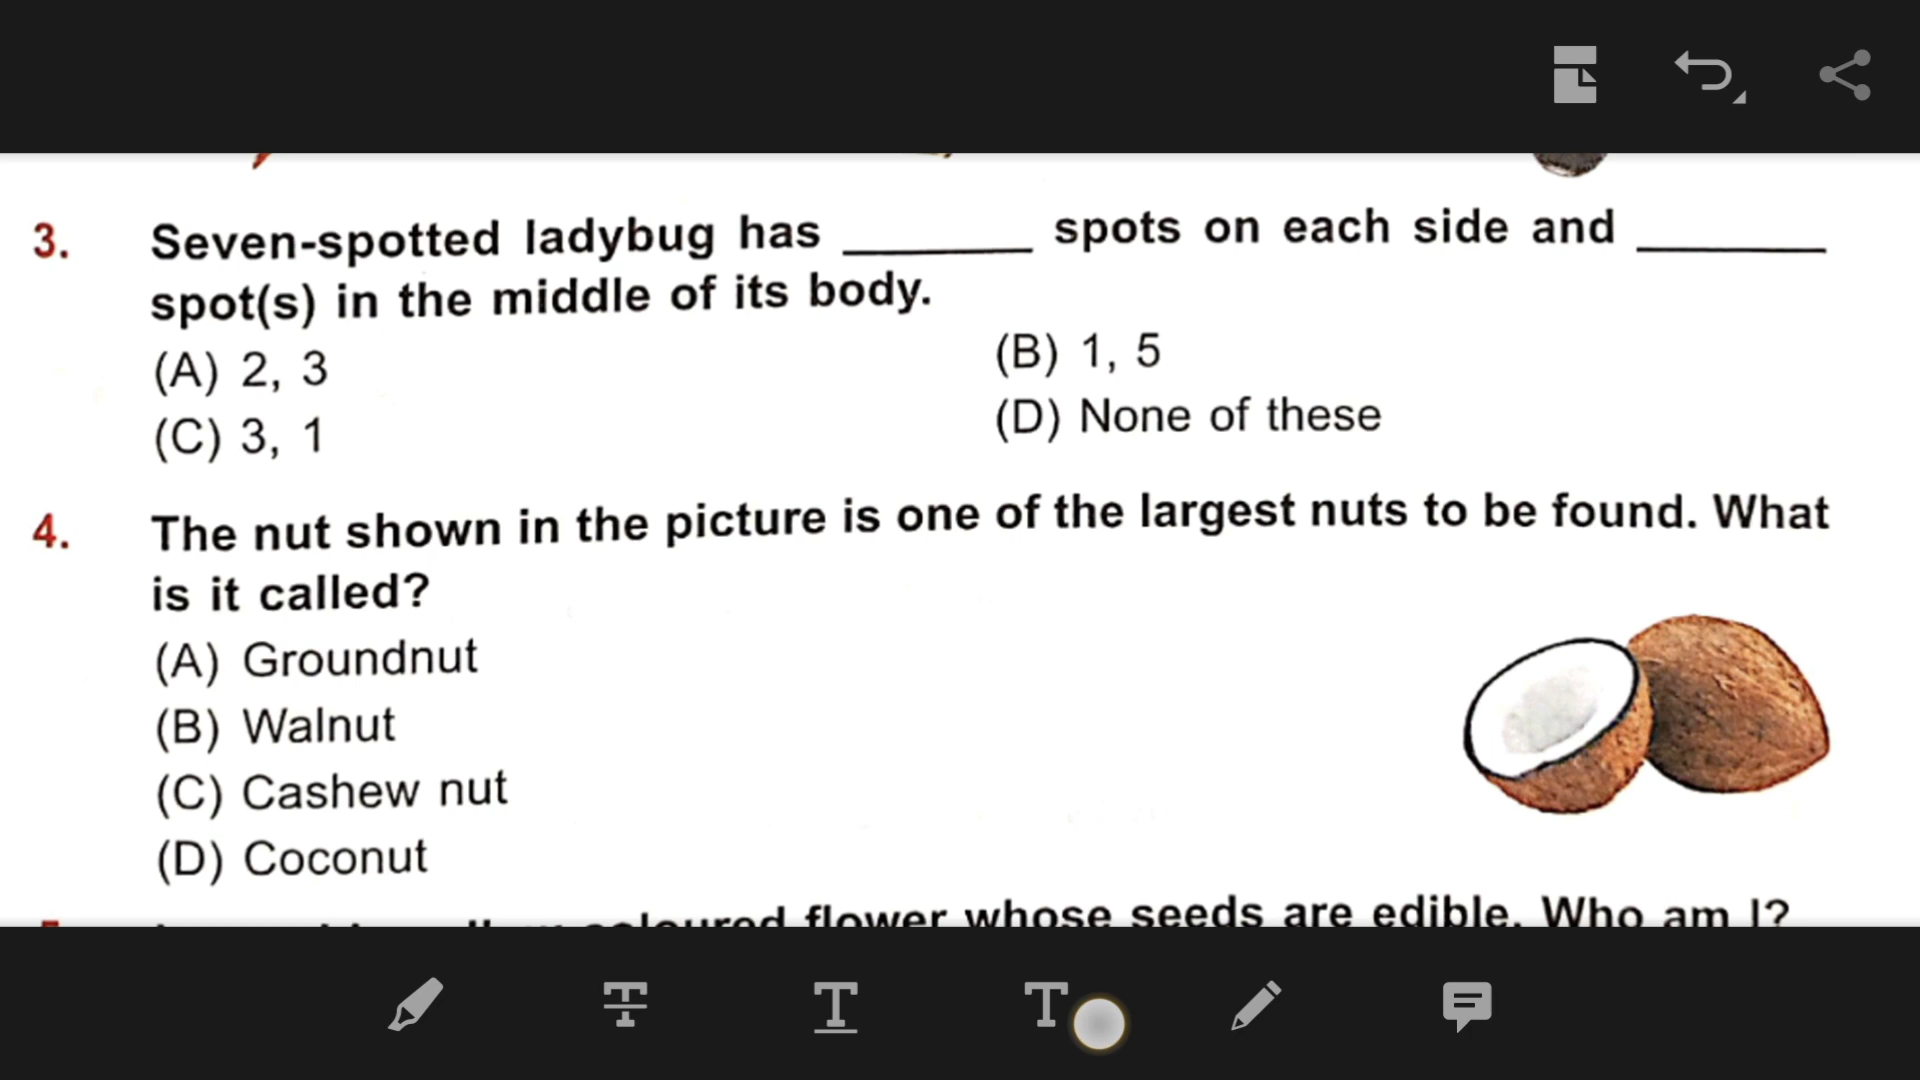 3. Seven-spotted ladybug has ______ spots on each side and ______
spot(s) in the middle of its body.
(A) 2, 3 (B) 1, 5
(C) 3, 1 (D) None of these
4. The nut shown in the picture is one of the largest nuts to be found. What
is it called?
(A) Groundnut
(B) Walnut
(C) Cashew nut
(D) Coconut
coloured flower whose seeds are edible. Who am I?